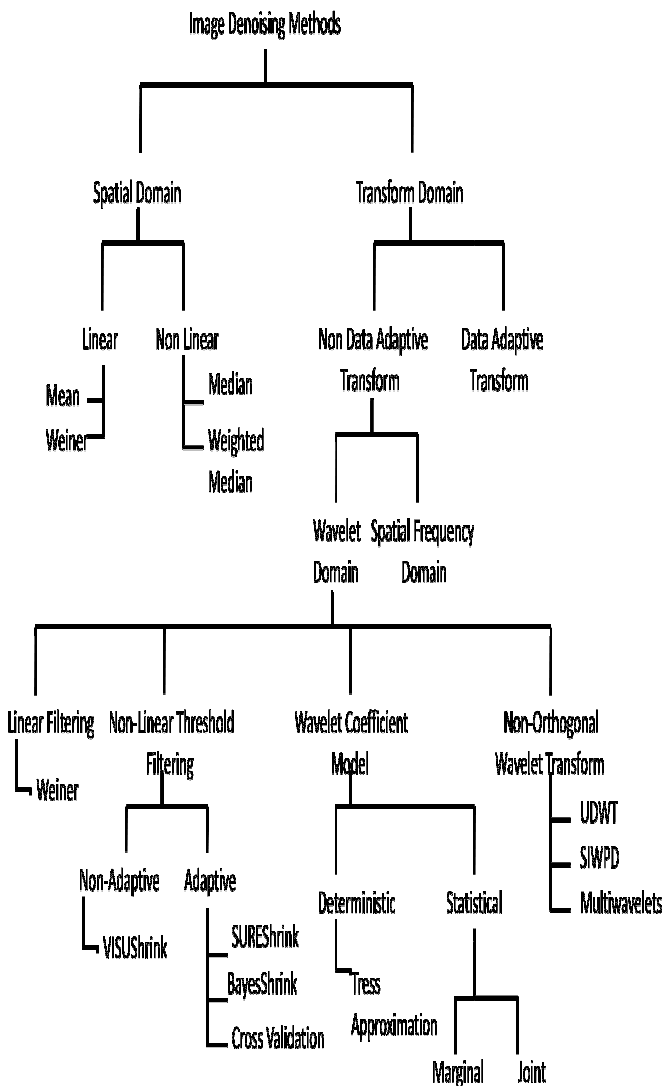 Image Denoising Methods
Spatial Domain
Transform Domain
Linear
Non Linear
Non Data Adaptive
Transform
Data Adaptive
Transform
Mean
Weiner
Median
Weighted
Median
Wavelet
Domain
Spatial Frequency
Domain
Linear Filtering
Weiner
Non-Linear Threshold
Filtering
Wavelet Coefficient
Model
Non-Orthogonal
Wavelet Transform
UDWT
SIWPD
Multiwavelets
Non-Adaptive
VISUShrink
Adaptive
SUREShrink
BayesShrink
Cross Validation
Deterministic
Tress
Approximation
Statistical
Marginal
Joint